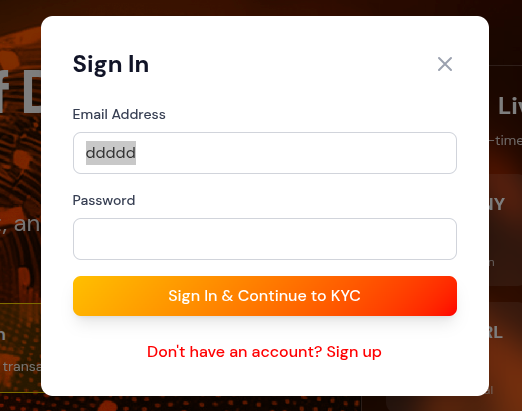 Sign In
Email Address
ddddd
Password
Sign In & Continue to KYC
Don't have an account? Sign up